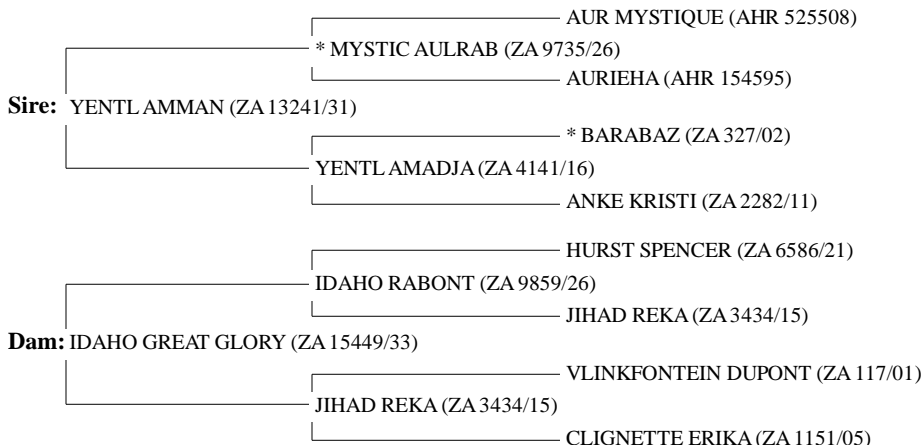 AUR MYSTIQUE (AHR 525508)
* MYSTIC AULRAB (ZA 9735/26)
AURIEHA (AHR 154595)
Sire: YENTL AMMAN (ZA 13241/31)
* BARABAZ (ZA 327/02)
YENTL AMADJA (ZA 4141/16)
ANKE KRISTI (ZA 2282/11)
HURST SPENCER (ZA 6586/21)
IDAHO RABONT (ZA 9859/26)
JIHAD REKA (ZA 3434/15)
Dam: IDAHO GREAT GLORY (ZA 15449/33)
VLINKFONTEIN DUPONT (ZA 117/01)
JIHAD REKA (ZA 3434/15)
CLIGNETTE ERIKA (ZA 1151/05)